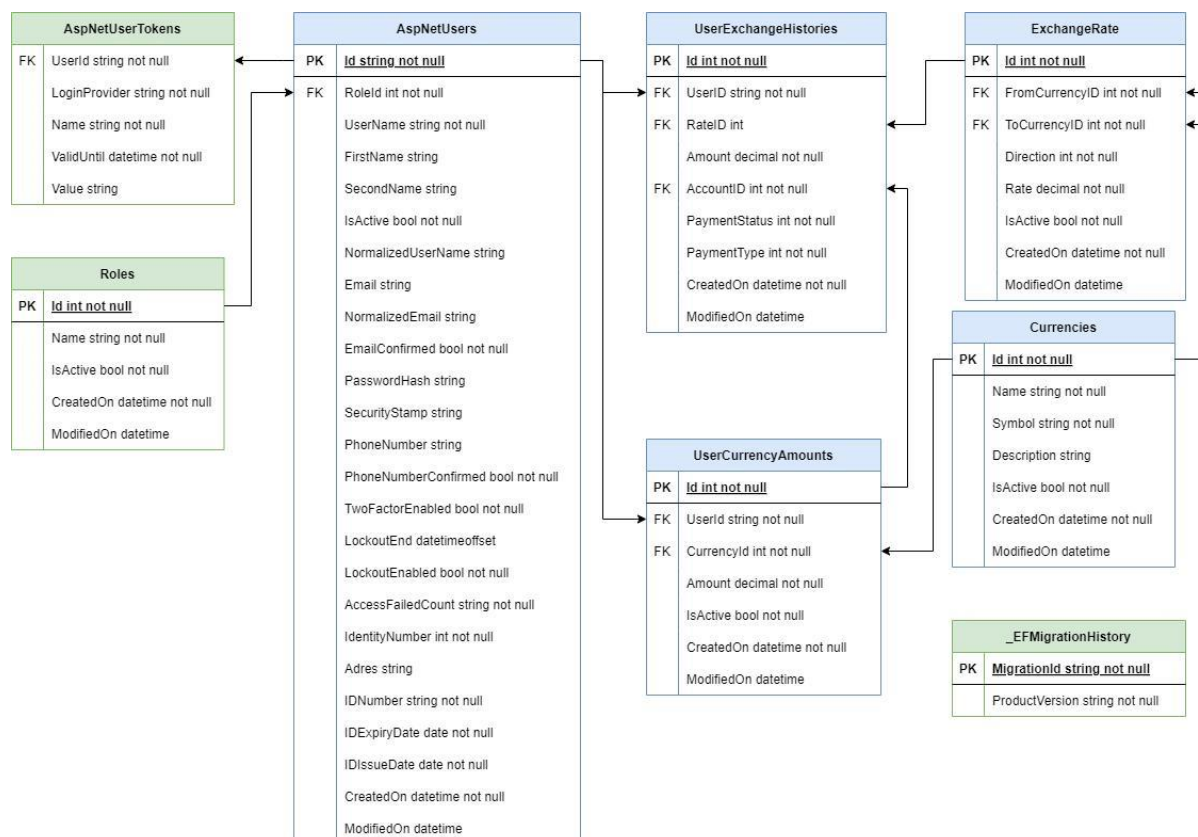 AspNetUserTokens
FK UserId string not null
LoginProvider string not null
Name string not null
ValidUntil datetime not null
Value string
Roles
PK Id int not null
Name string not null
IsActive bool not null
CreatedOn datetime not null
ModifiedOn datetime
AspNetUsers
PK Id string not null
FK RoleId int not null
UserName string not null
FirstName string
SecondName string
IsActive bool not null
NormalizedUserName string
Email string
NormalizedEmail string
EmailConfirmed bool not null
PasswordHash string
SecurityStamp string
PhoneNumber string
PhoneNumberConfirmed bool not null
TwoFactorEnabled bool not null
LockoutEnd datetimeoffset
LockoutEnabled bool not null
AccessFailedCount string not null
IdentityNumber int not null
Adres string
IDNumber string not null
IDExpiryDate date not null
IDIssueDate date not null
CreatedOn datetime not null
ModifiedOn datetime
UserExchangeHistories
PK Id int not null
FK UserID string not null
FK RateID int
Amount decimal not null
FK AccountID int not null
PaymentStatus int not null
PaymentType int not null
CreatedOn datetime not null
ModifiedOn datetime
UserCurrencyAmounts
PK Id int not null
FK UserId string not null
FK CurrencyId int not null
Amount decimal not null
IsActive bool not null
CreatedOn datetime not null
ModifiedOn datetime
ExchangeRate
PK Id int not null
FK FromCurrencyID int not null
FK ToCurrencyID int not null
Direction int not null
Rate decimal not null
IsActive bool not null
CreatedOn datetime not null
ModifiedOn datetime
Currencies
PK Id int not null
Name string not null
Symbol string not null
Description string
IsActive bool not null
CreatedOn datetime not null
ModifiedOn datetime
_EFMigrationHistory
PK MigrationId string not null
ProductVersion string not null